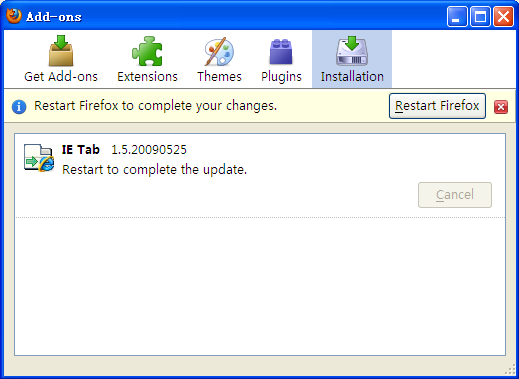 Add-ons
Get Add-ons Extensions Themes Plugins Installation
Restart Firefox to complete your changes. Restart Firefox
IE Tab 1.5.20090525
Restart to complete the update.
Cancel